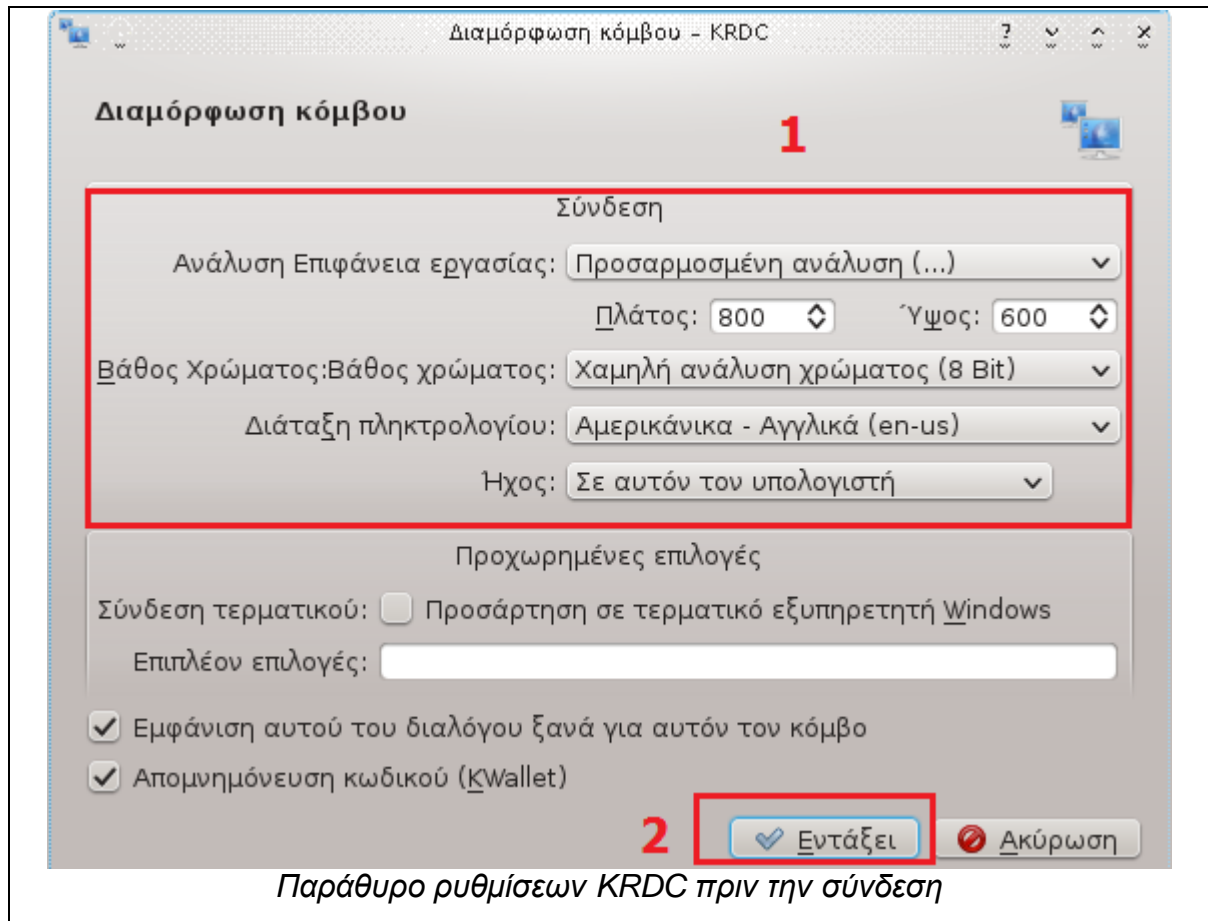 Διαμόρφωση κόμβου – KRDC
Διαμόρφωση κόμβου
1
Σύνδεση
Ανάλυση Επιφάνεια εργασίας: Προσαρμοσμένη ανάλυση (...)
Πλάτος: 800 Ύψος: 600
Βάθος Χρώματος:Βάθος χρώματος: Χαμηλή ανάλυση χρώματος (8 Bit)
Διάταξη πληκτρολογίου: Αμερικάνικα - Αγγλικά (en-us)
Ήχος: Σε αυτόν τον υπολογιστή
Προχωρημένες επιλογές
Σύνδεση τερματικού: Προσάρτηση σε τερματικό εξυπηρετητή Windows
Επιπλέον επιλογές:
Εμφάνιση αυτού του διαλόγου ξανά για αυτόν τον κόμβο
Απομνημόνευση κωδικού (KWallet)
2 Εντάξει Ακύρωση
Παράθυρο ρυθμίσεων KRDC πριν την σύνδεση